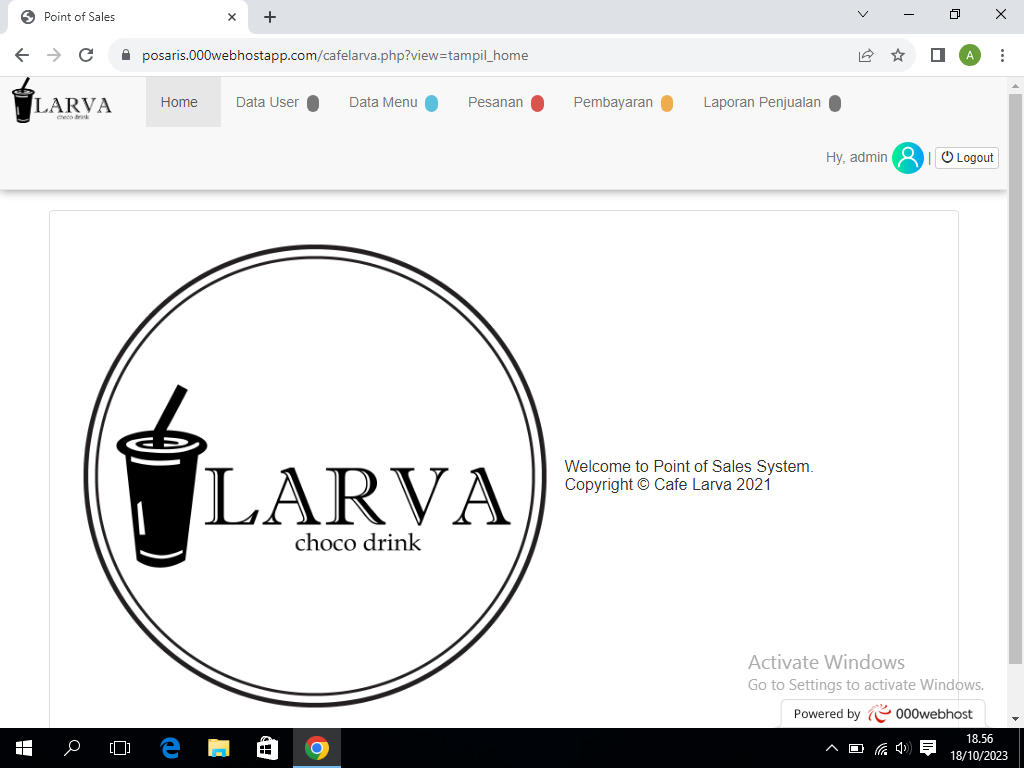 Point of Sales
posaris.000webhostapp.com/cafelarva.php?view=tampil_home
A
LARVA
choco drink
Home
Data User
Data Menu
Pesanan
Pembayaran
Laporan Penjualan
Hy, admin
|
Logout
LARVA
choco drink
Welcome to Point of Sales System.
Copyright © Cafe Larva 2021
Activate Windows
Go to Settings to activate Windows.
Powered by 000webhost
18.56
18/10/2023